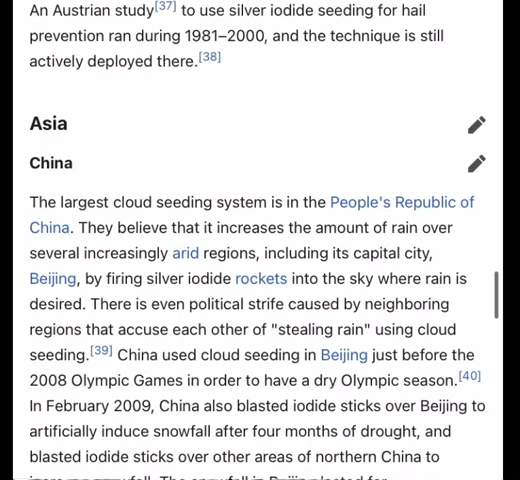 An Austrian study[37] to use silver iodide seeding for hail
prevention ran during 1981–2000, and the technique is still
actively deployed there.[38]
Asia
China
The largest cloud seeding system is in the People's Republic of
China. They believe that it increases the amount of rain over
several increasingly arid regions, including its capital city,
Beijing, by firing silver iodide rockets into the sky where rain is
desired. There is even political strife caused by neighboring
regions that accuse each other of "stealing rain" using cloud
seeding.[39] China used cloud seeding in Beijing just before the
2008 Olympic Games in order to have a dry Olympic season.[40]
In February 2009, China also blasted iodide sticks over Beijing to
artificially induce snowfall after four months of drought, and
blasted iodide sticks over other areas of northern China to